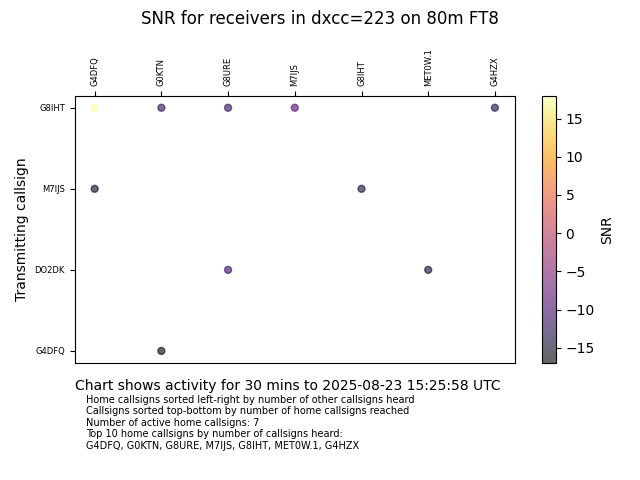 SNR for receivers in dxcc=223 on 80m FT8
G4DFQ
G0KTN
G8URE
M7IJS
G8IHT
MET0W.1
G4HZX
G8IHT
M7IJS
DO2DK
G4DFQ
Transmitting callsign
15
10
5
0
−5
−10
−15
SNR
Chart shows activity for 30 mins to 2025-08-23 15:25:58 UTC
Home callsigns sorted left-right by number of other callsigns heard
Callsigns sorted top-bottom by number of home callsigns reached
Number of active home callsigns: 7
Top 10 home callsigns by number of callsigns heard:
G4DFQ, G0KTN, G8URE, M7IJS, G8IHT, MET0W.1, G4HZX